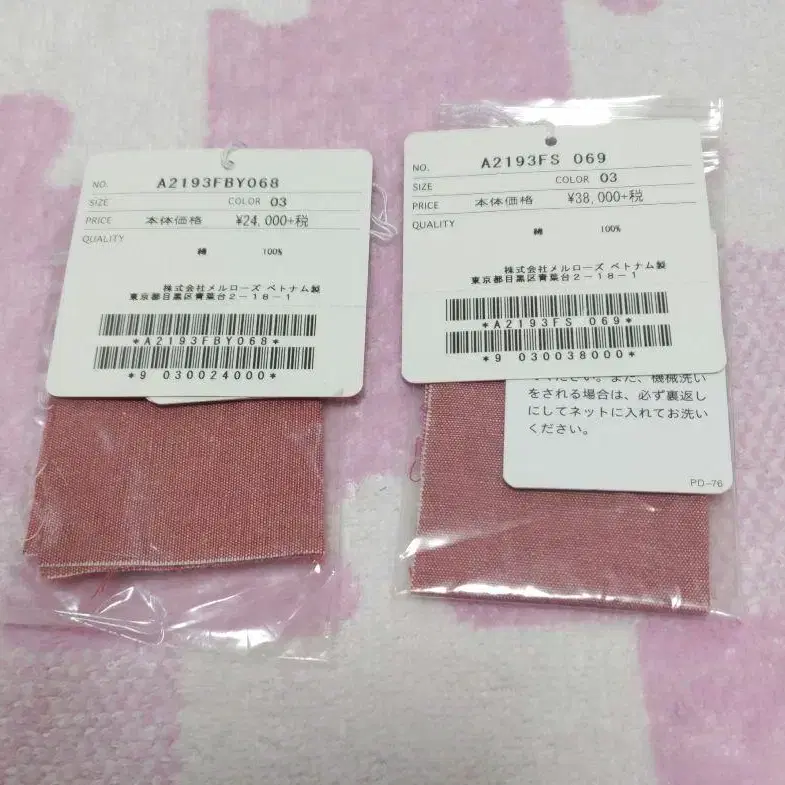 NO. A2193FBY068
SIZE COLOR 03
PRICE 本体価格 ¥24,000+税
QUALITY
綿 100%
株式会社メルローズ ベトナム製
東京都目黒区青葉台2-18-1
*A2193FBY068*
*9 030024000*
NO. A2193FS 069
SIZE COLOR 03
PRICE 本体価格 ¥38,000+税
QUALITY
綿 100%
株式会社メルローズ ベトナム製
東京都目黒区青葉台2-18-1
*A2193FS 069*
*9 030038000*
ください。また、機械洗い
をされる場合は、必ず裏返し
にしてネットに入れてお洗い
ください。
PD-76